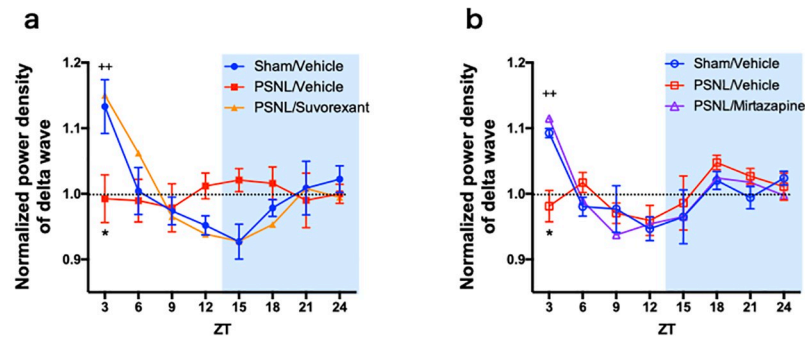 a
Normalized power density
of delta wave
1.2
1.1
1.0
0.9
++
*
Sham/Vehicle
PSNL/Vehicle
PSNL/Suvorexant
3 6 9 12 15 18 21 24
ZT
b
Normalized power density
of delta wave
1.2
1.1
1.0
0.9
++
*
Sham/Vehicle
PSNL/Vehicle
PSNL/Mirtazapine
3 6 9 12 15 18 21 24
ZT